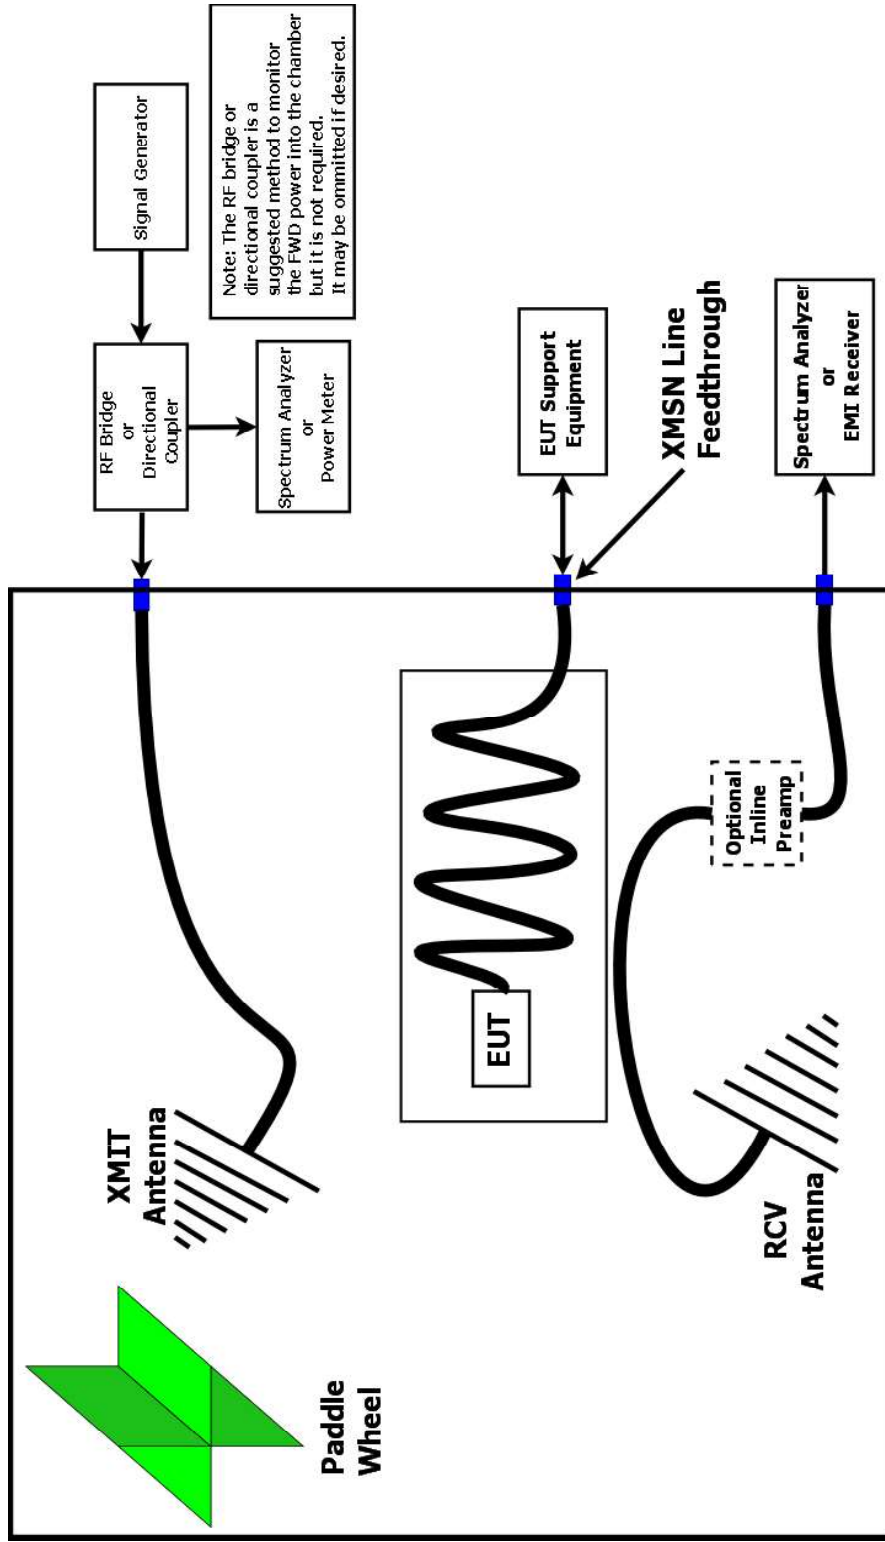 Signal Generator
Note: The RF bridge or
directional coupler is a
suggested method to monitor
the FWD power into the chamber
but it is not required.
It may be ommitted if desired.
RF Bridge
or
Directional
Coupler
Spectrum Analyzer
or
Power Meter
EUT Support
Equipment
XMSN Line
Feedthrough
Spectrum Analyzer
or
EMI Receiver
XMIT
Antenna
EUT
Optional
Inline
Preamp
RCV
Antenna
Paddle
Wheel